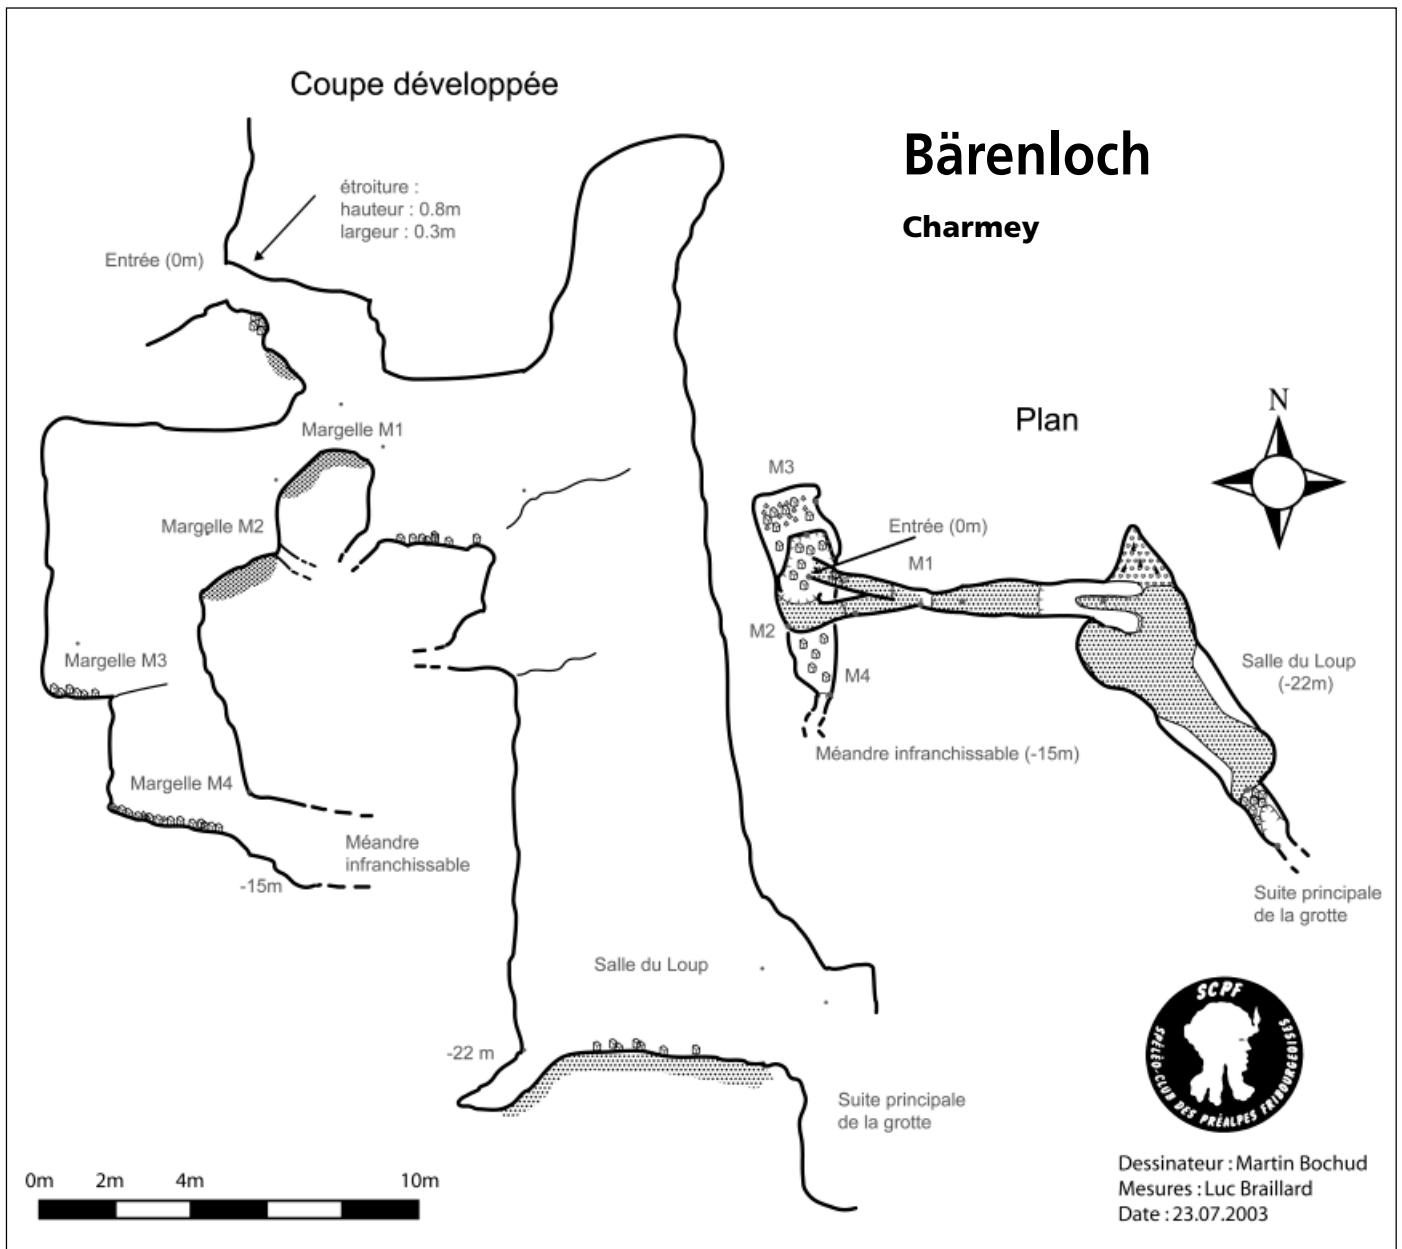 Coupe développée
Bärenloch
Charmey
étroiture :
hauteur : 0.8m
largeur : 0.3m
Entrée (0m)
Margelle M1
Margelle M2
Margelle M3
Margelle M4
Méandre
infranchissable
-15m
Salle du Loup
-22 m
Suite principale
de la grotte
0m 2m 4m 10m
Plan
N
M3
Entrée (0m)
M1
M2
M4
Méandre infranchissable (-15m)
Salle du Loup
(-22m)
Suite principale
de la grotte
SCPF
SPÉLÉO-CLUB DES PRÉALPES FRIBOURGEOISES
Dessinateur : Martin Bochud
Mesures : Luc Braillard
Date : 23.07.2003